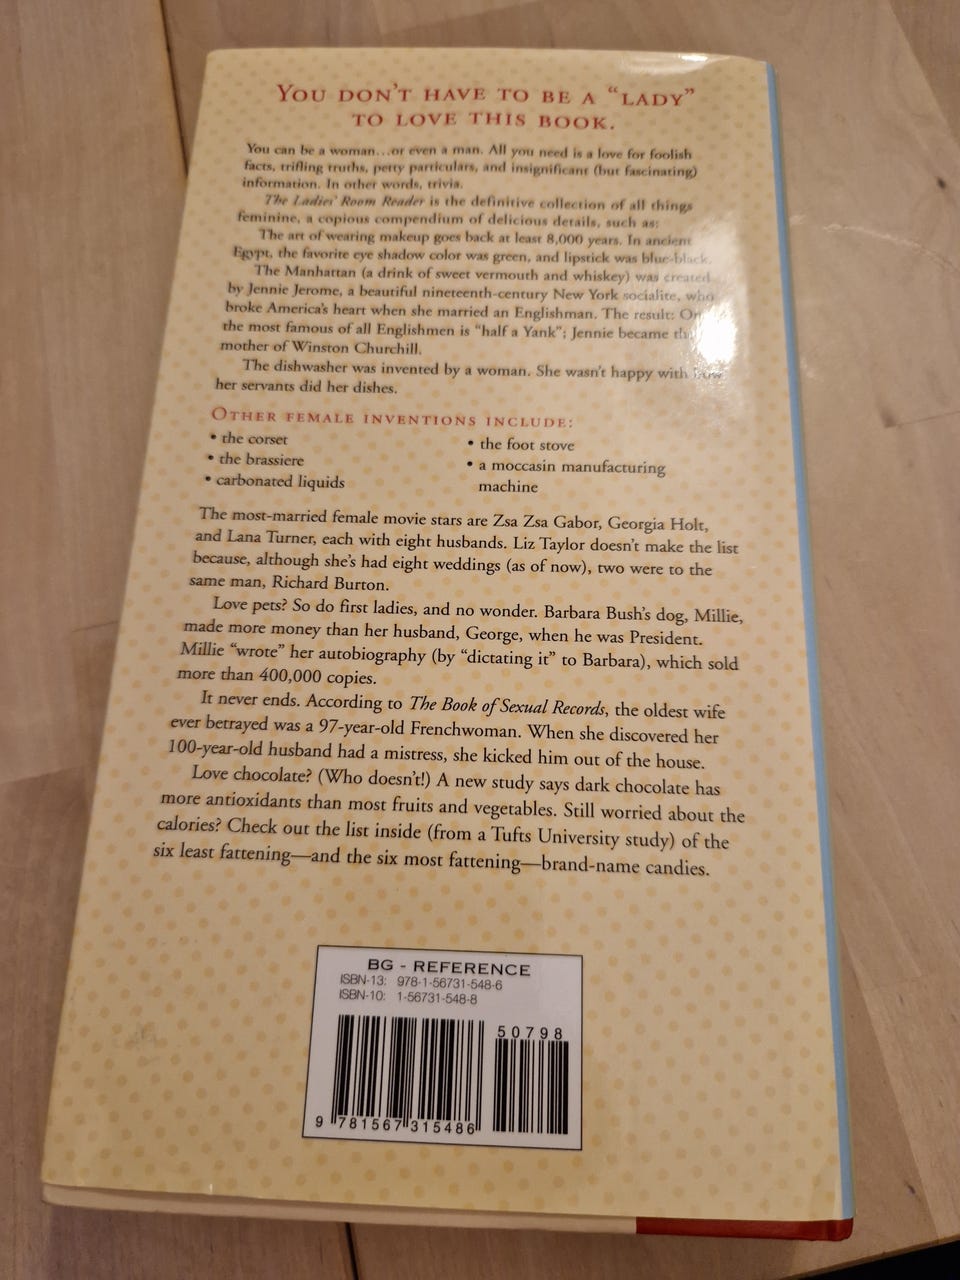 YOU DON'T HAVE TO BE A "LADY"
TO LOVE THIS BOOK.
You can be a woman...or even a man. All you need is a love for foolish
facts, trifling truths, petty particulars, and insignificant (but fascinating)
information. In other words, trivia.
The Ladies' Room Reader is the definitive collection of all things
feminine, a copious compendium of delicious details, such as:
The art of wearing makeup goes back at least 8,000 years. In ancient
Egypt, the favorite eye shadow color was green, and lipstick was blue-black.
The Manhattan (a drink of sweet vermouth and whiskey) was created
by Jennie Jerome, a beautiful nineteenth-century New York socialite, who
broke America's heart when she married an Englishman. The result:
the most famous of all Englishmen is "half a Yank"; Jennie became
mother of Winston Churchill.
The dishwasher was invented by a woman. She wasn't happy with how
her servants did her dishes.
OTHER FEMALE INVENTIONS INCLUDE:
• the corset
• the brassiere
• carbonated liquids
• the foot stove
• a moccasin manufacturing
machine
The most-married female movie stars are Zsa Zsa Gabor, Georgia Holt,
and Lana Turner, each with eight husbands. Liz Taylor doesn't make the list
because, although she's had eight weddings (as of now), two were to the
same man, Richard Burton.
Love pets? So do first ladies, and no wonder. Barbara Bush's dog, Millie,
made more money than her husband, George, when he was President.
Millie "wrote" her autobiography (by "dictating it" to Barbara), which sold
more than 400,000 copies.
It never ends. According to The Book of Sexual Records, the oldest wife
ever betrayed was a 97-year-old Frenchwoman. When she discovered her
100-year-old husband had a mistress, she kicked him out of the house.
Love chocolate? (Who doesn't!) A new study says dark chocolate has
more antioxidants than most fruits and vegetables. Still worried about the
calories? Check out the list inside (from a Tufts University study) of the
six least fattening—and the six most fattening—brand-name candies.
BG - REFERENCE
ISBN-13: 978-1-56731-548-6
ISBN-10: 1-56731-548-8
50798
9 781567 315486